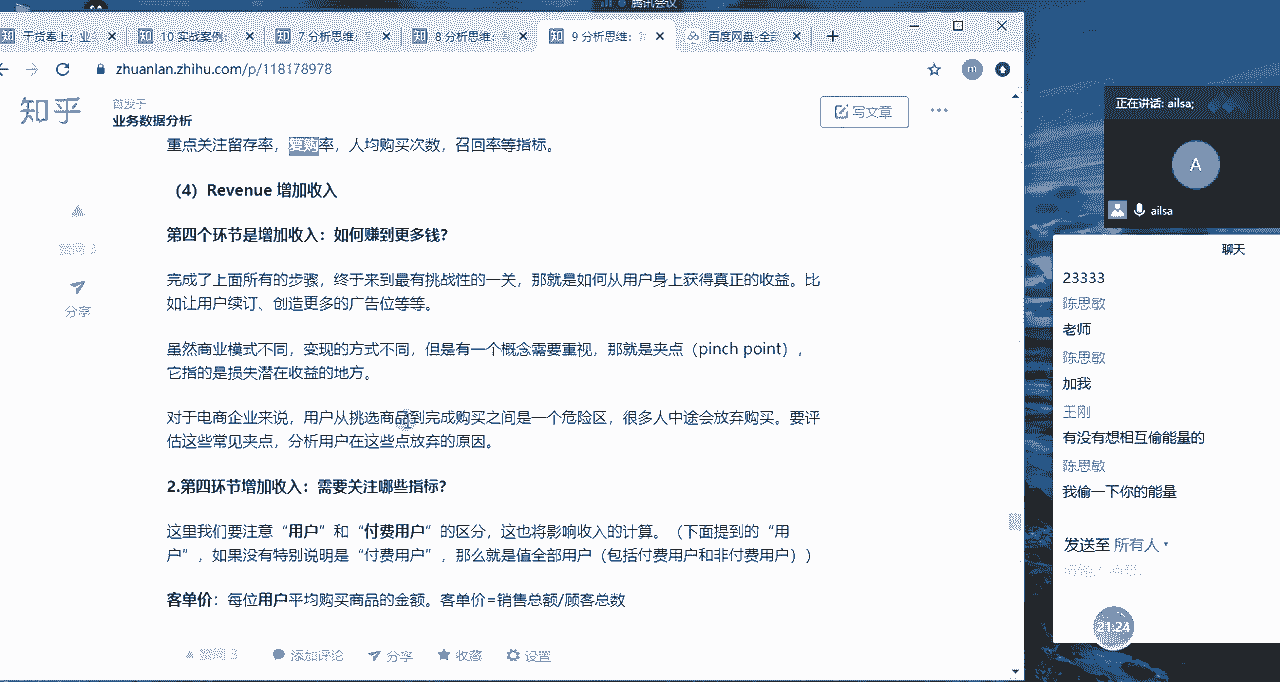 腾讯会议
干货奉上：业
10 实战案例：
7 分析思维：
8 分析思维：
9 分析思维：
百度网盘-全
zhuanlan.zhihu.com/p/118178978
m
知乎
首发于
业务数据分析
写文章
重点关注留存率，复购率，人均购买次数，召回率等指标。
（4）Revenue 增加收入
第四个环节是增加收入：如何赚到更多钱？
完成了上面所有的步骤，终于来到最有挑战性的一关，那就是如何从用户身上获得真正的收益。比
如让用户续订、创造更多的广告位等等。
虽然商业模式不同，变现的方式不同，但是有一个概念需要重视，那就是夹点（pinch point），
它指的是损失潜在收益的地方。
对于电商企业来说，用户从挑选商品到完成购买之间是一个危险区，很多人中途会放弃购买。要评
估这些常见夹点，分析用户在这些点放弃的原因。
2.第四环节增加收入：需要关注哪些指标？
这里我们要注意“用户”和“付费用户”的区分，这也将影响收入的计算。（下面提到的“用
户”，如果没有特别说明是“付费用户”，那么就是值全部用户（包括付费用户和非付费用户））
客单价：每位用户平均购买商品的金额。客单价=销售总额/顾客总数
赞同 3
分享
赞同 3
添加评论
分享
收藏
设置
正在讲话: ailsa;
A
ailsa
聊天
23333
陈思敏
老师
陈思敏
加我
王刚
有没有想相互偷能量的
陈思敏
我偷一下你的能量
发送至 所有人
21:24